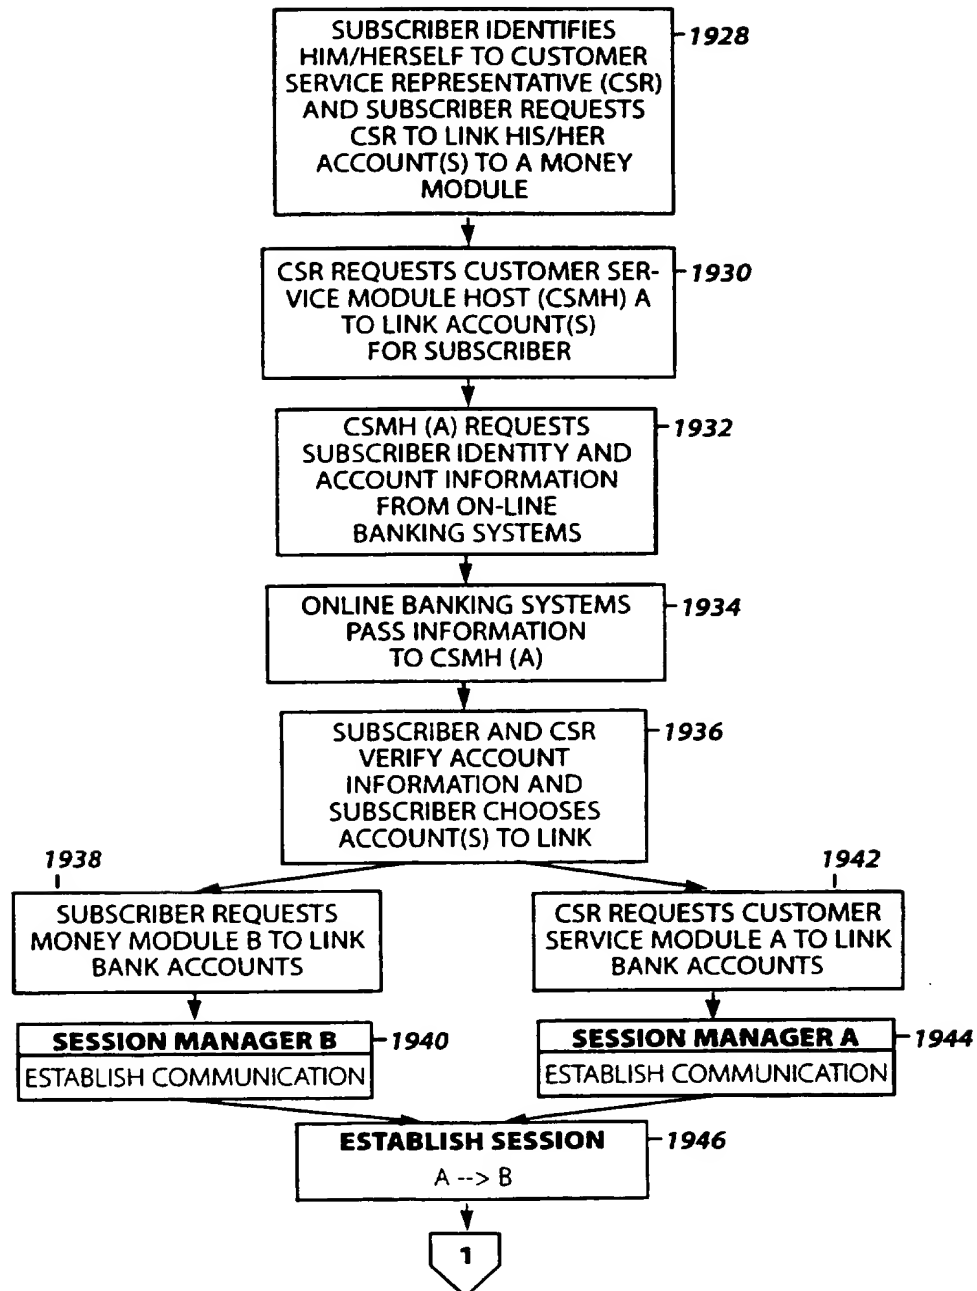 SUBSCRIBER IDENTIFIES
HIM/HERSELF TO CUSTOMER
SERVICE REPRESENTATIVE (CSR)
AND SUBSCRIBER REQUESTS
CSR TO LINK HIS/HER
ACCOUNT(S) TO A MONEY
MODULE
1928
CSR REQUESTS CUSTOMER SER-
VICE MODULE HOST (CSMH) A
TO LINK ACCOUNT(S)
FOR SUBSCRIBER
1930
CSMH (A) REQUESTS
SUBSCRIBER IDENTITY AND
ACCOUNT INFORMATION
FROM ON-LINE
BANKING SYSTEMS
1932
ONLINE BANKING SYSTEMS
PASS INFORMATION
TO CSMH (A)
1934
SUBSCRIBER AND CSR
VERIFY ACCOUNT
INFORMATION AND
SUBSCRIBER CHOOSES
ACCOUNT(S) TO LINK
1936
1938
SUBSCRIBER REQUESTS
MONEY MODULE B TO LINK
BANK ACCOUNTS
1942
CSR REQUESTS CUSTOMER
SERVICE MODULE A TO LINK
BANK ACCOUNTS
SESSION MANAGER B
ESTABLISH COMMUNICATION
1940
SESSION MANAGER A
ESTABLISH COMMUNICATION
1944
ESTABLISH SESSION
A --> B
1946
1